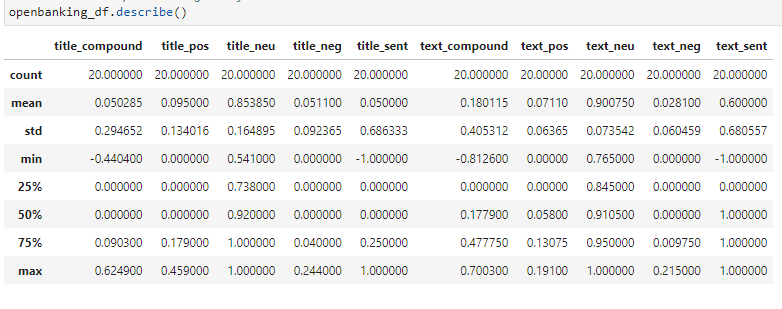 openbanking_df.describe()
title_compound title_pos title_neu title_neg title_sent text_compound text_pos text_neu text_neg text_sent
count 20.000000 20.000000 20.000000 20.000000 20.000000 20.000000 20.00000 20.000000 20.000000 20.000000
mean 0.050285 0.095000 0.853850 0.051100 0.050000 0.180115 0.07110 0.900750 0.028100 0.600000
std 0.294652 0.134016 0.164895 0.092365 0.686333 0.405312 0.06365 0.073542 0.060459 0.680557
min -0.440400 0.000000 0.541000 0.000000 -1.000000 -0.812600 0.00000 0.765000 0.000000 -1.000000
25% 0.000000 0.000000 0.738000 0.000000 0.000000 0.000000 0.00000 0.845000 0.000000 0.000000
50% 0.000000 0.000000 0.920000 0.000000 0.000000 0.177900 0.05800 0.910500 0.000000 1.000000
75% 0.090300 0.179000 1.000000 0.040000 0.250000 0.477750 0.13075 0.950000 0.009750 1.000000
max 0.624900 0.459000 1.000000 0.244000 1.000000 0.700300 0.19100 1.000000 0.215000 1.000000